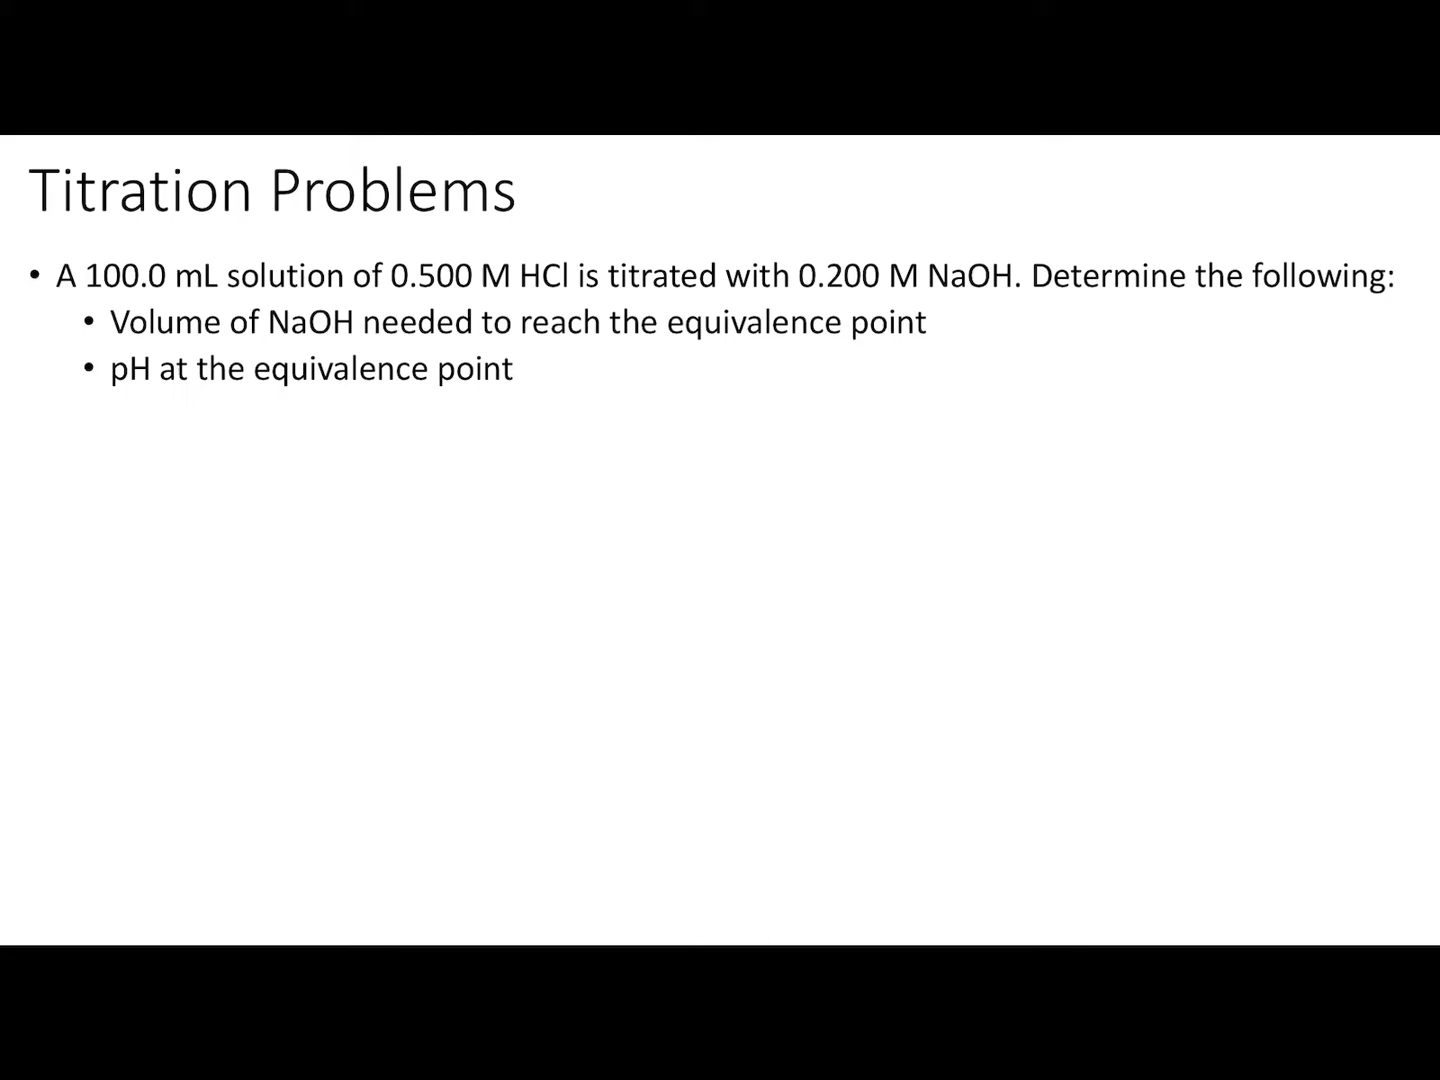 Titration Problems
• A 100.0 mL solution of 0.500 M HCl is titrated with 0.200 M NaOH. Determine the following:
• Volume of NaOH needed to reach the equivalence point
• pH at the equivalence point